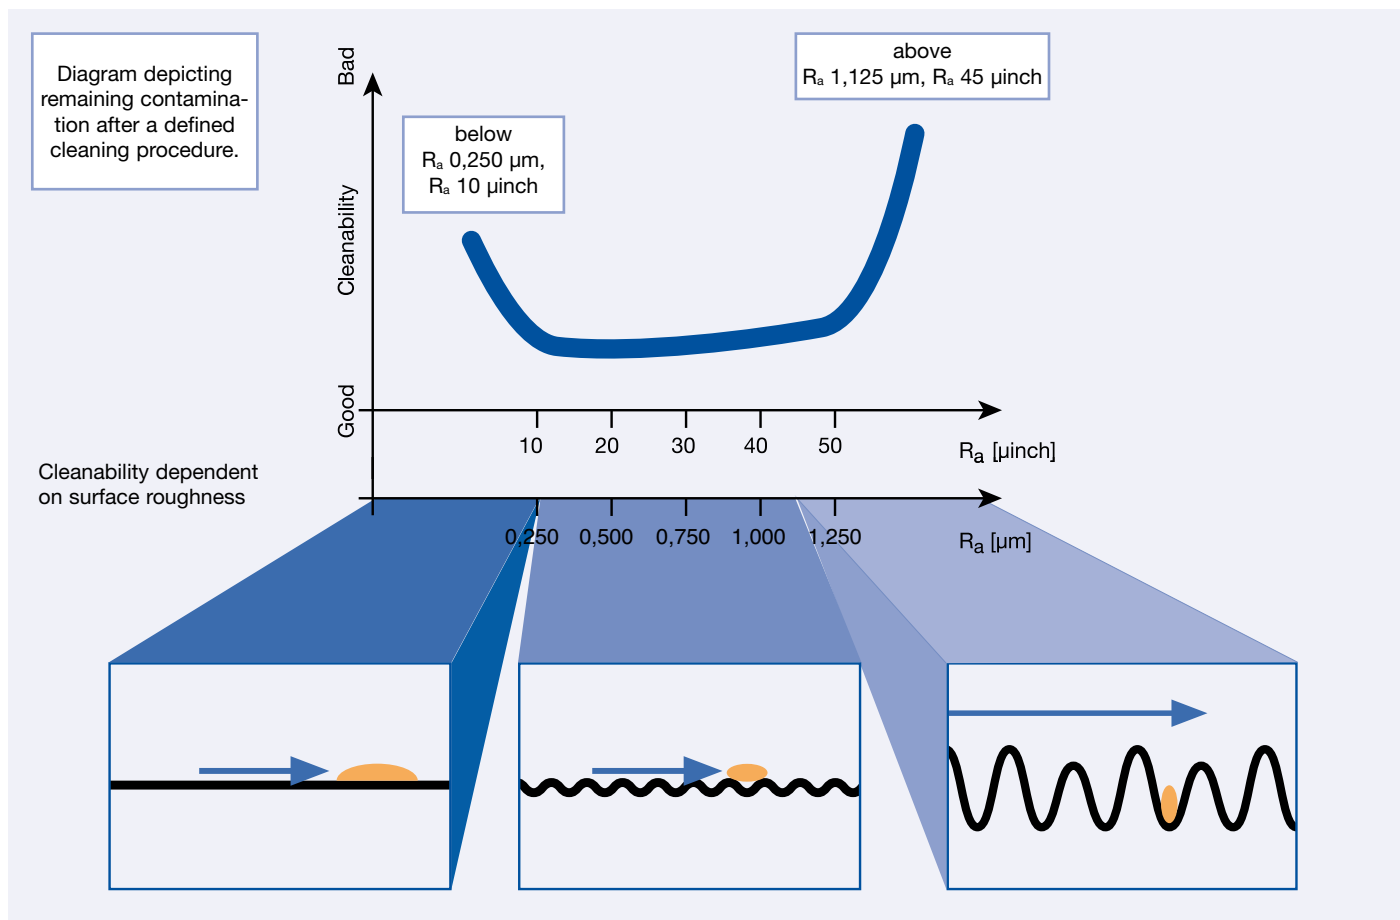 Diagram depicting
remaining contamina-
tion after a defined
cleaning procedure.
Bad
Cleanability
Good
below
Ra 0,250 µm,
Ra 10 µinch
above
Ra 1,125 µm, Ra 45 µinch
10 20 30 40 50 Ra [µinch]
Cleanability dependent
on surface roughness
0,250 0,500 0,750 1,000 1,250 Ra [µm]